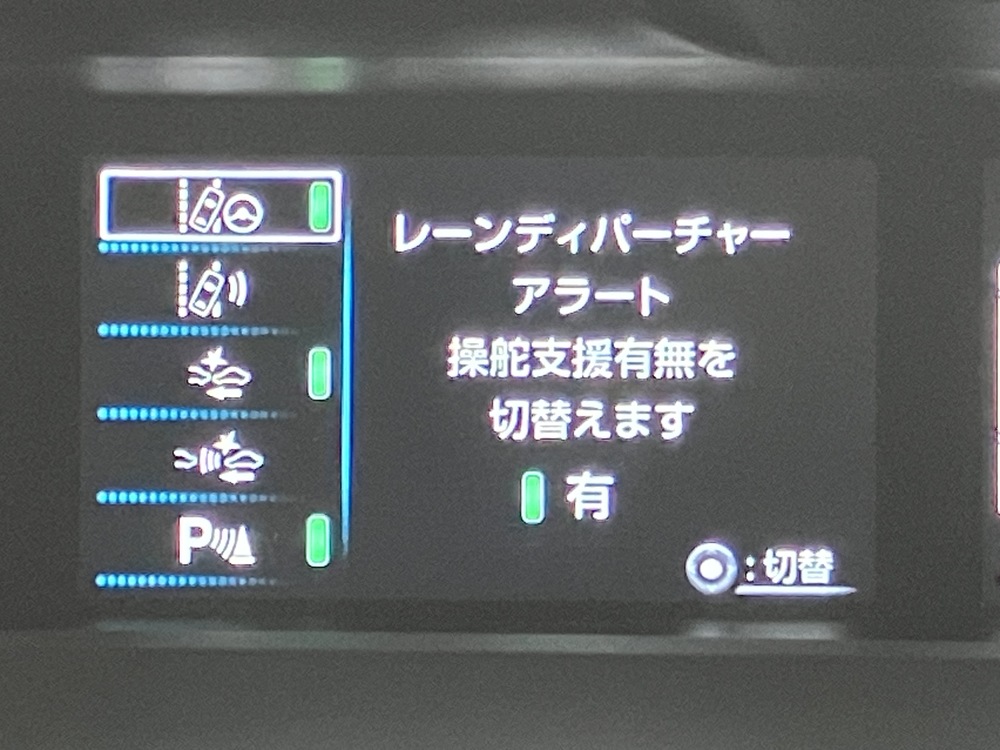 レーンディパーチャー
アラート
操舵支援有無を
切替えます
有
P
:切替